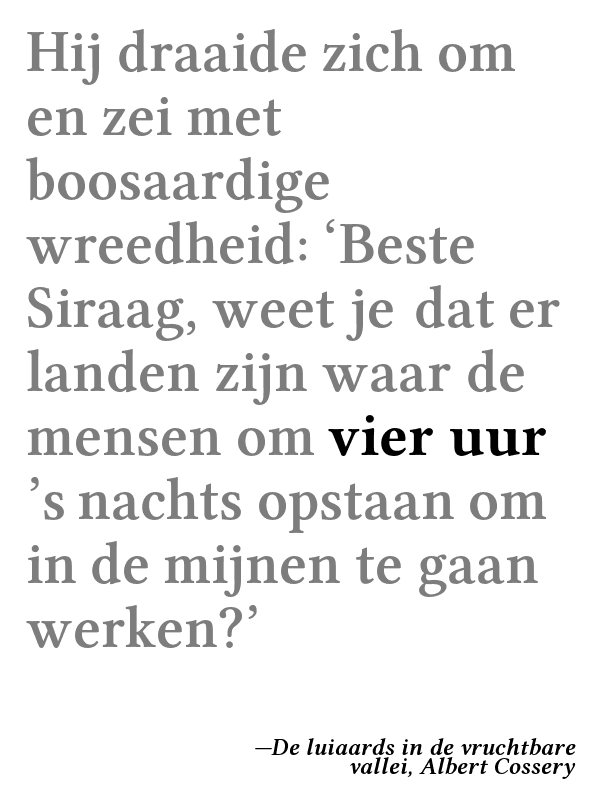 Hij draaide zich om
en zei met
boosaardige
wreedheid: ‘Beste
Siraag, weet je dat er
landen zijn waar de
mensen om vier uur
’s nachts opstaan om
in de mijnen te gaan
werken?’
—De luiaards in de vruchtbare
vallei, Albert Cossery